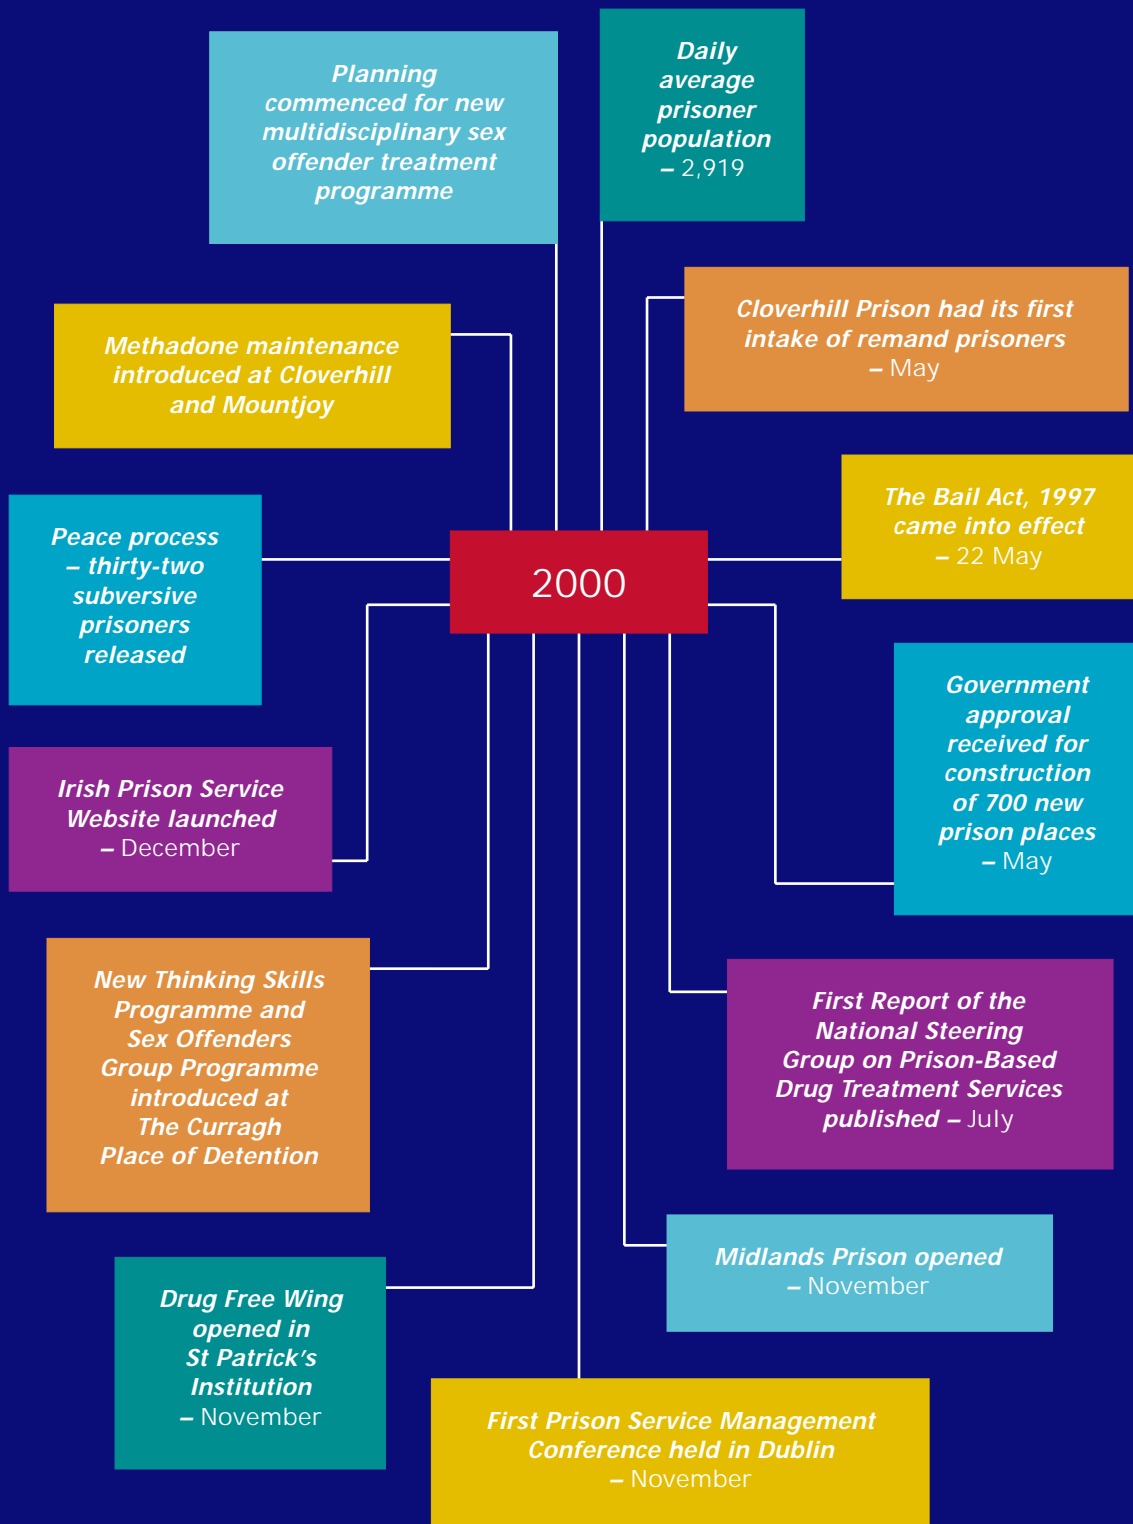 Planning
commenced for new
multidisciplinary sex
offender treatment
programme
Daily
average
prisoner
population
– 2,919
Cloverhill Prison had its first
intake of remand prisoners
– May
Methadone maintenance
introduced at Cloverhill
and Mountjoy
The Bail Act, 1997
came into effect
– 22 May
Peace process
– thirty-two
subversive
prisoners
released
2000
Government
approval
received for
construction
of 700 new
prison places
– May
Irish Prison Service
Website launched
– December
New Thinking Skills
Programme and
Sex Offenders
Group Programme
introduced at
The Curragh
Place of Detention
First Report of the
National Steering
Group on Prison-Based
Drug Treatment Services
published – July
Midlands Prison opened
– November
Drug Free Wing
opened in
St Patrick’s
Institution
– November
First Prison Service Management
Conference held in Dublin
– November